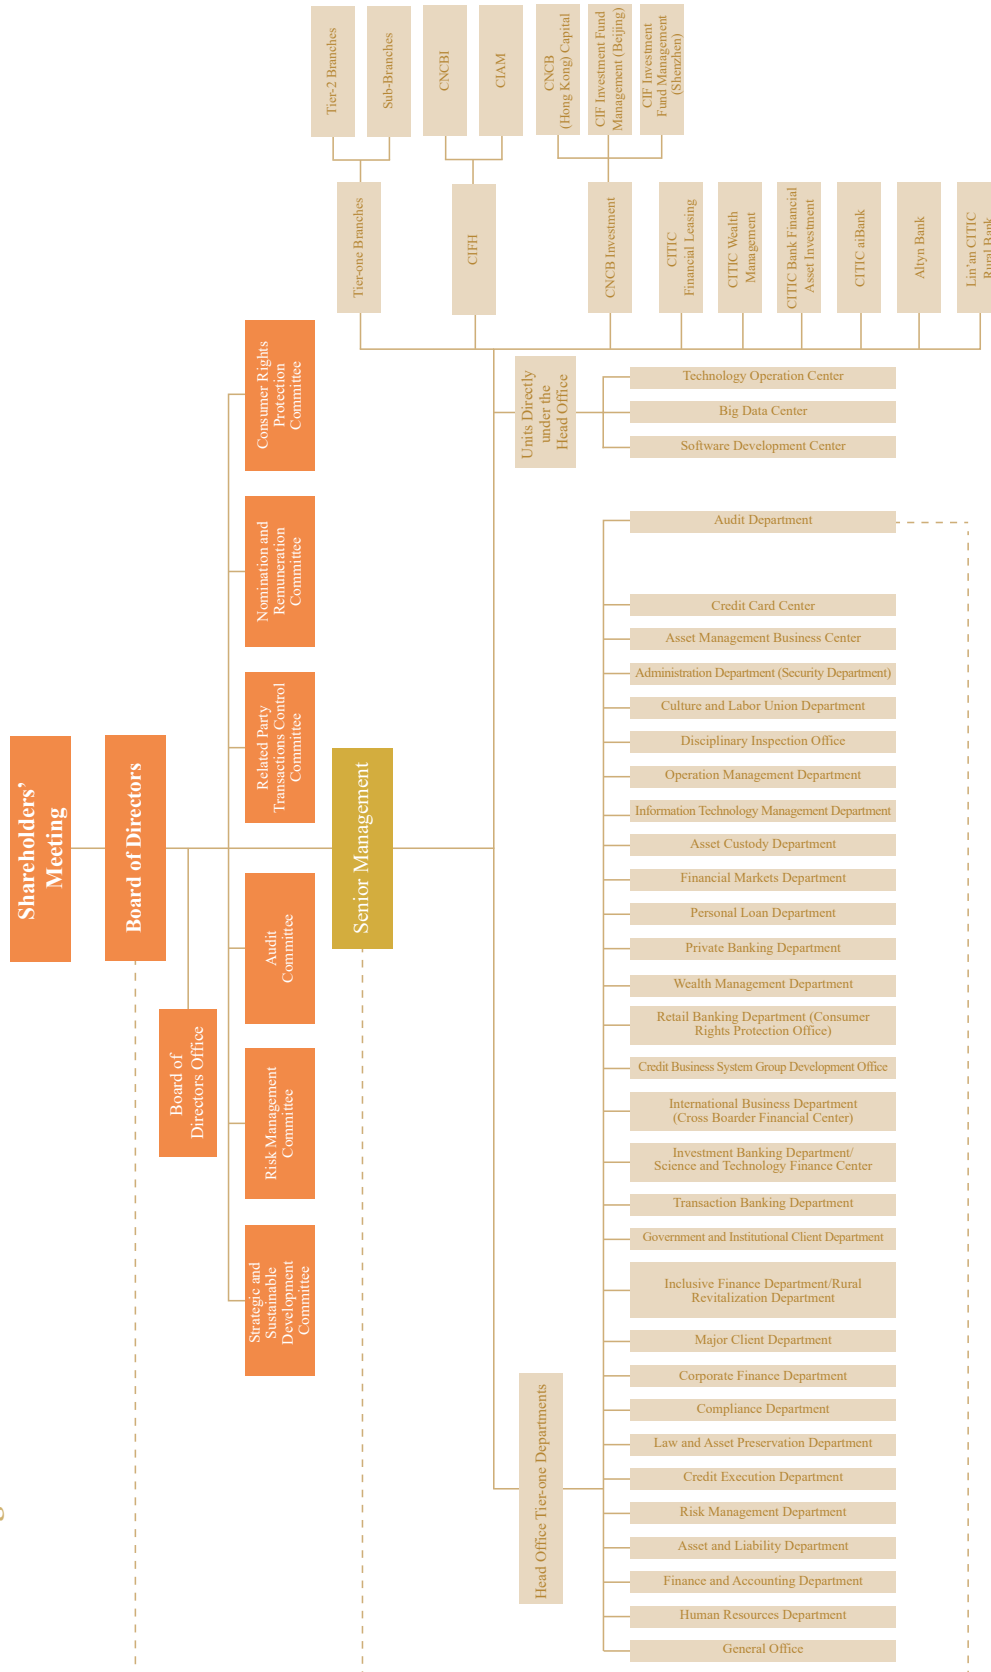 Shareholders’
Meeting
Board of Directors
Board of
Directors Office
Strategic and
Sustainable
Development
Committee
Risk Management
Committee
Audit
Committee
Related Party
Transactions Control
Committee
Nomination and
Remuneration
Committee
Consumer Rights
Protection
Committee
Senior Management
Tier-2 Branches
Sub-Branches
CNCBI
CIAM
CNCB
(Hong Kong) Capital
CIF Investment Fund
Management (Beijing)
CIF Investment
Fund Management
(Shenzhen)
Tier-one Branches
CIFH
CNCB Investment
CITIC
Financial Leasing
CITIC Wealth
Management
CITIC Bank Financial
Asset Investment
CITIC aiBank
Altyn Bank
Lin’an CITIC
Rural Bank
Units Directly
under the
Head Office
Technology Operation Center
Big Data Center
Software Development Center
Head Office Tier-one Departments
Audit Department
Credit Card Center
Asset Management Business Center
Administration Department (Security Department)
Culture and Labor Union Department
Disciplinary Inspection Office
Operation Management Department
Information Technology Management Department
Asset Custody Department
Financial Markets Department
Personal Loan Department
Private Banking Department
Wealth Management Department
Retail Banking Department (Consumer
Rights Protection Office)
Credit Business System Group Development Office
International Business Department
(Cross Boarder Financial Center)
Investment Banking Department/
Science and Technology Finance Center
Transaction Banking Department
Government and Institutional Client Department
Inclusive Finance Department/Rural
Revitalization Department
Major Client Department
Corporate Finance Department
Compliance Department
Law and Asset Preservation Department
Credit Execution Department
Risk Management Department
Asset and Liability Department
Finance and Accounting Department
Human Resources Department
General Office